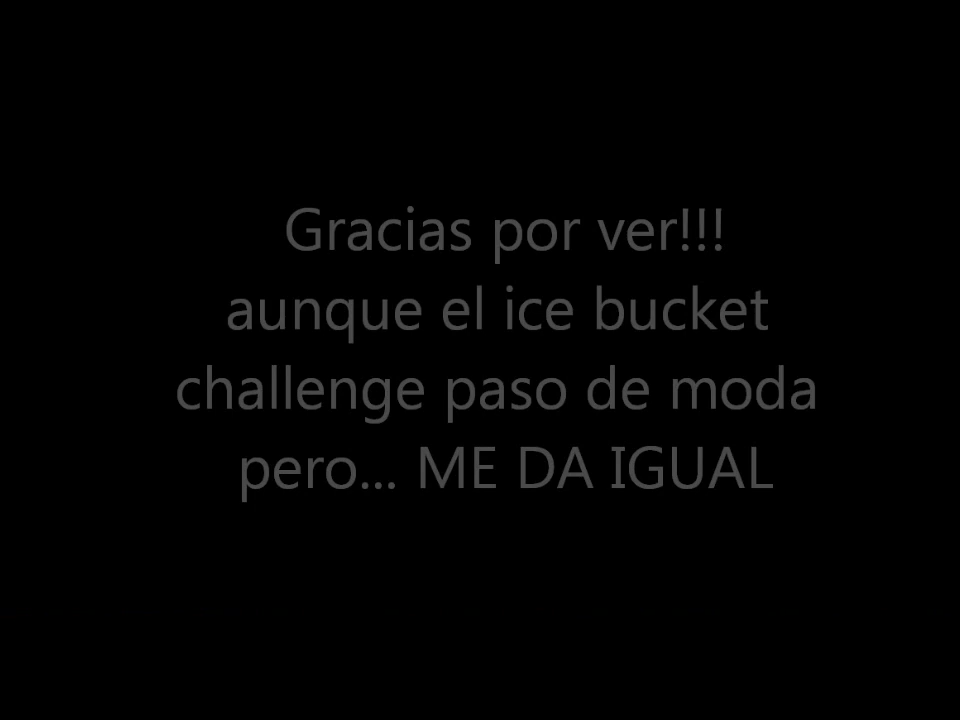 Gracias por ver!!!
aunque el ice bucket
challenge paso de moda
pero... ME DA IGUAL